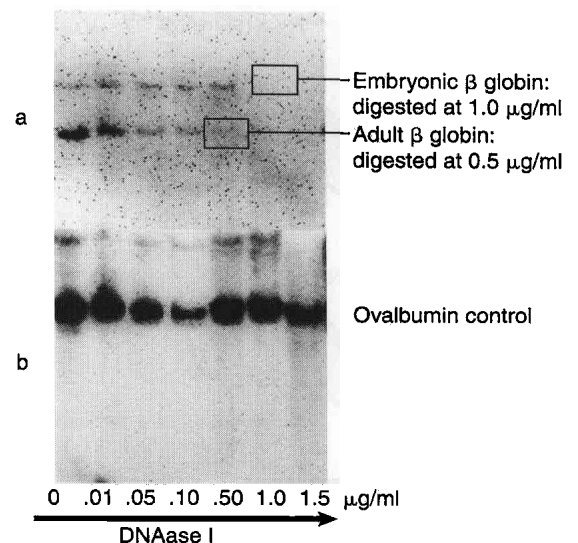 a
Embryonic β globin:
digested at 1.0 μg/ml
Adult β globin:
digested at 0.5 μg/ml
Ovalbumin control
b
0 .01 .05 .10 .50 1.0 1.5 μg/ml
DNAase I